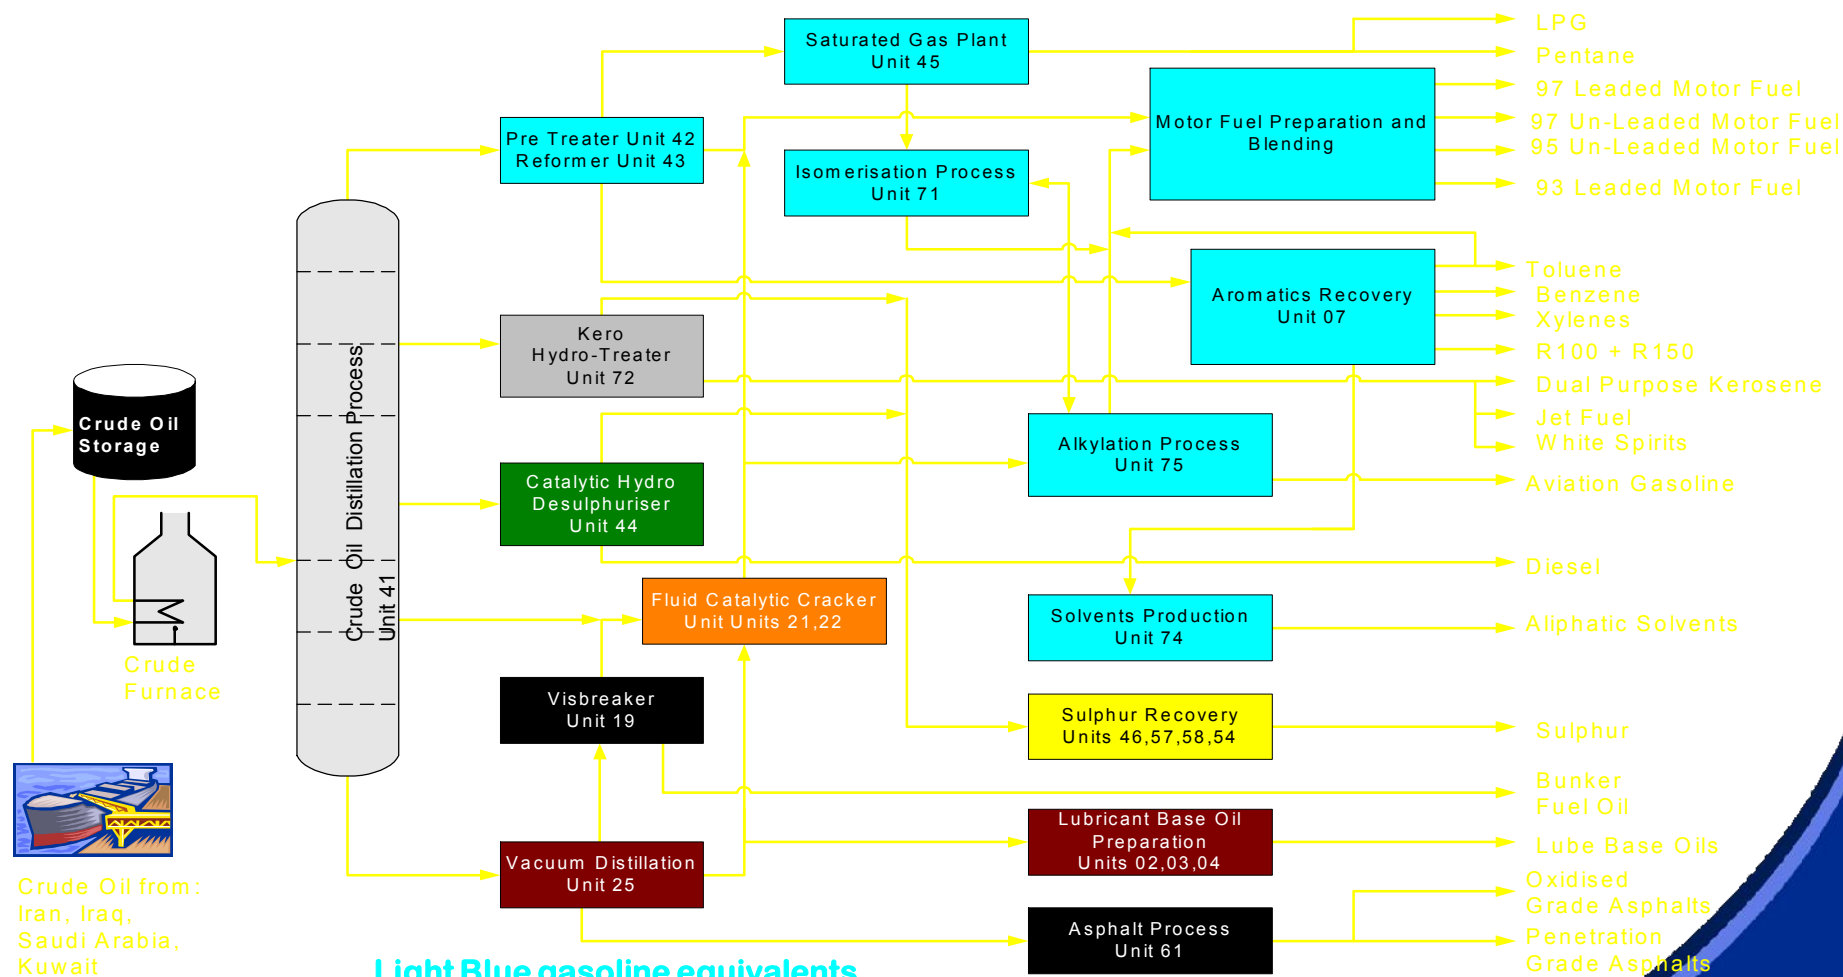 Saturated Gas Plant
Unit 45
LPG
Pentane
Pre Treater Unit 42
Reformer Unit 43
Motor Fuel Preparation and
Blending
97 Leaded Motor Fuel
97 Un-Leaded Motor Fuel
95 Un-Leaded Motor Fuel
93 Leaded Motor Fuel
Isomerisation Process
Unit 71
Aromatics Recovery
Unit 07
Toluene
Benzene
Xylenes
R100 + R150
Kero
Hydro-Treater
Unit 72
Dual Purpose Kerosene
Jet Fuel
White Spirits
Crude Oil
Storage
Crude Oil Distillation Process
Unit 41
Catalytic Hydro
Desulphuriser
Unit 44
Alkylation Process
Unit 75
Aviation Gasoline
Diesel
Fluid Catalytic Cracker
Unit Units 21,22
Solvents Production
Unit 74
Aliphatic Solvents
Crude
Furnace
Visbreaker
Unit 19
Sulphur Recovery
Units 46,57,58,54
Sulphur
Bunker
Fuel Oil
Vacuum Distillation
Unit 25
Lubricant Base Oil
Preparation
Units 02,03,04
Lube Base Oils
Oxidised
Grade Asphalts
Asphalt Process
Unit 61
Penetration
Grade Asphalts
Crude Oil from:
Iran, Iraq,
Saudi Arabia,
Kuwait
Light Blue gasoline equivalents